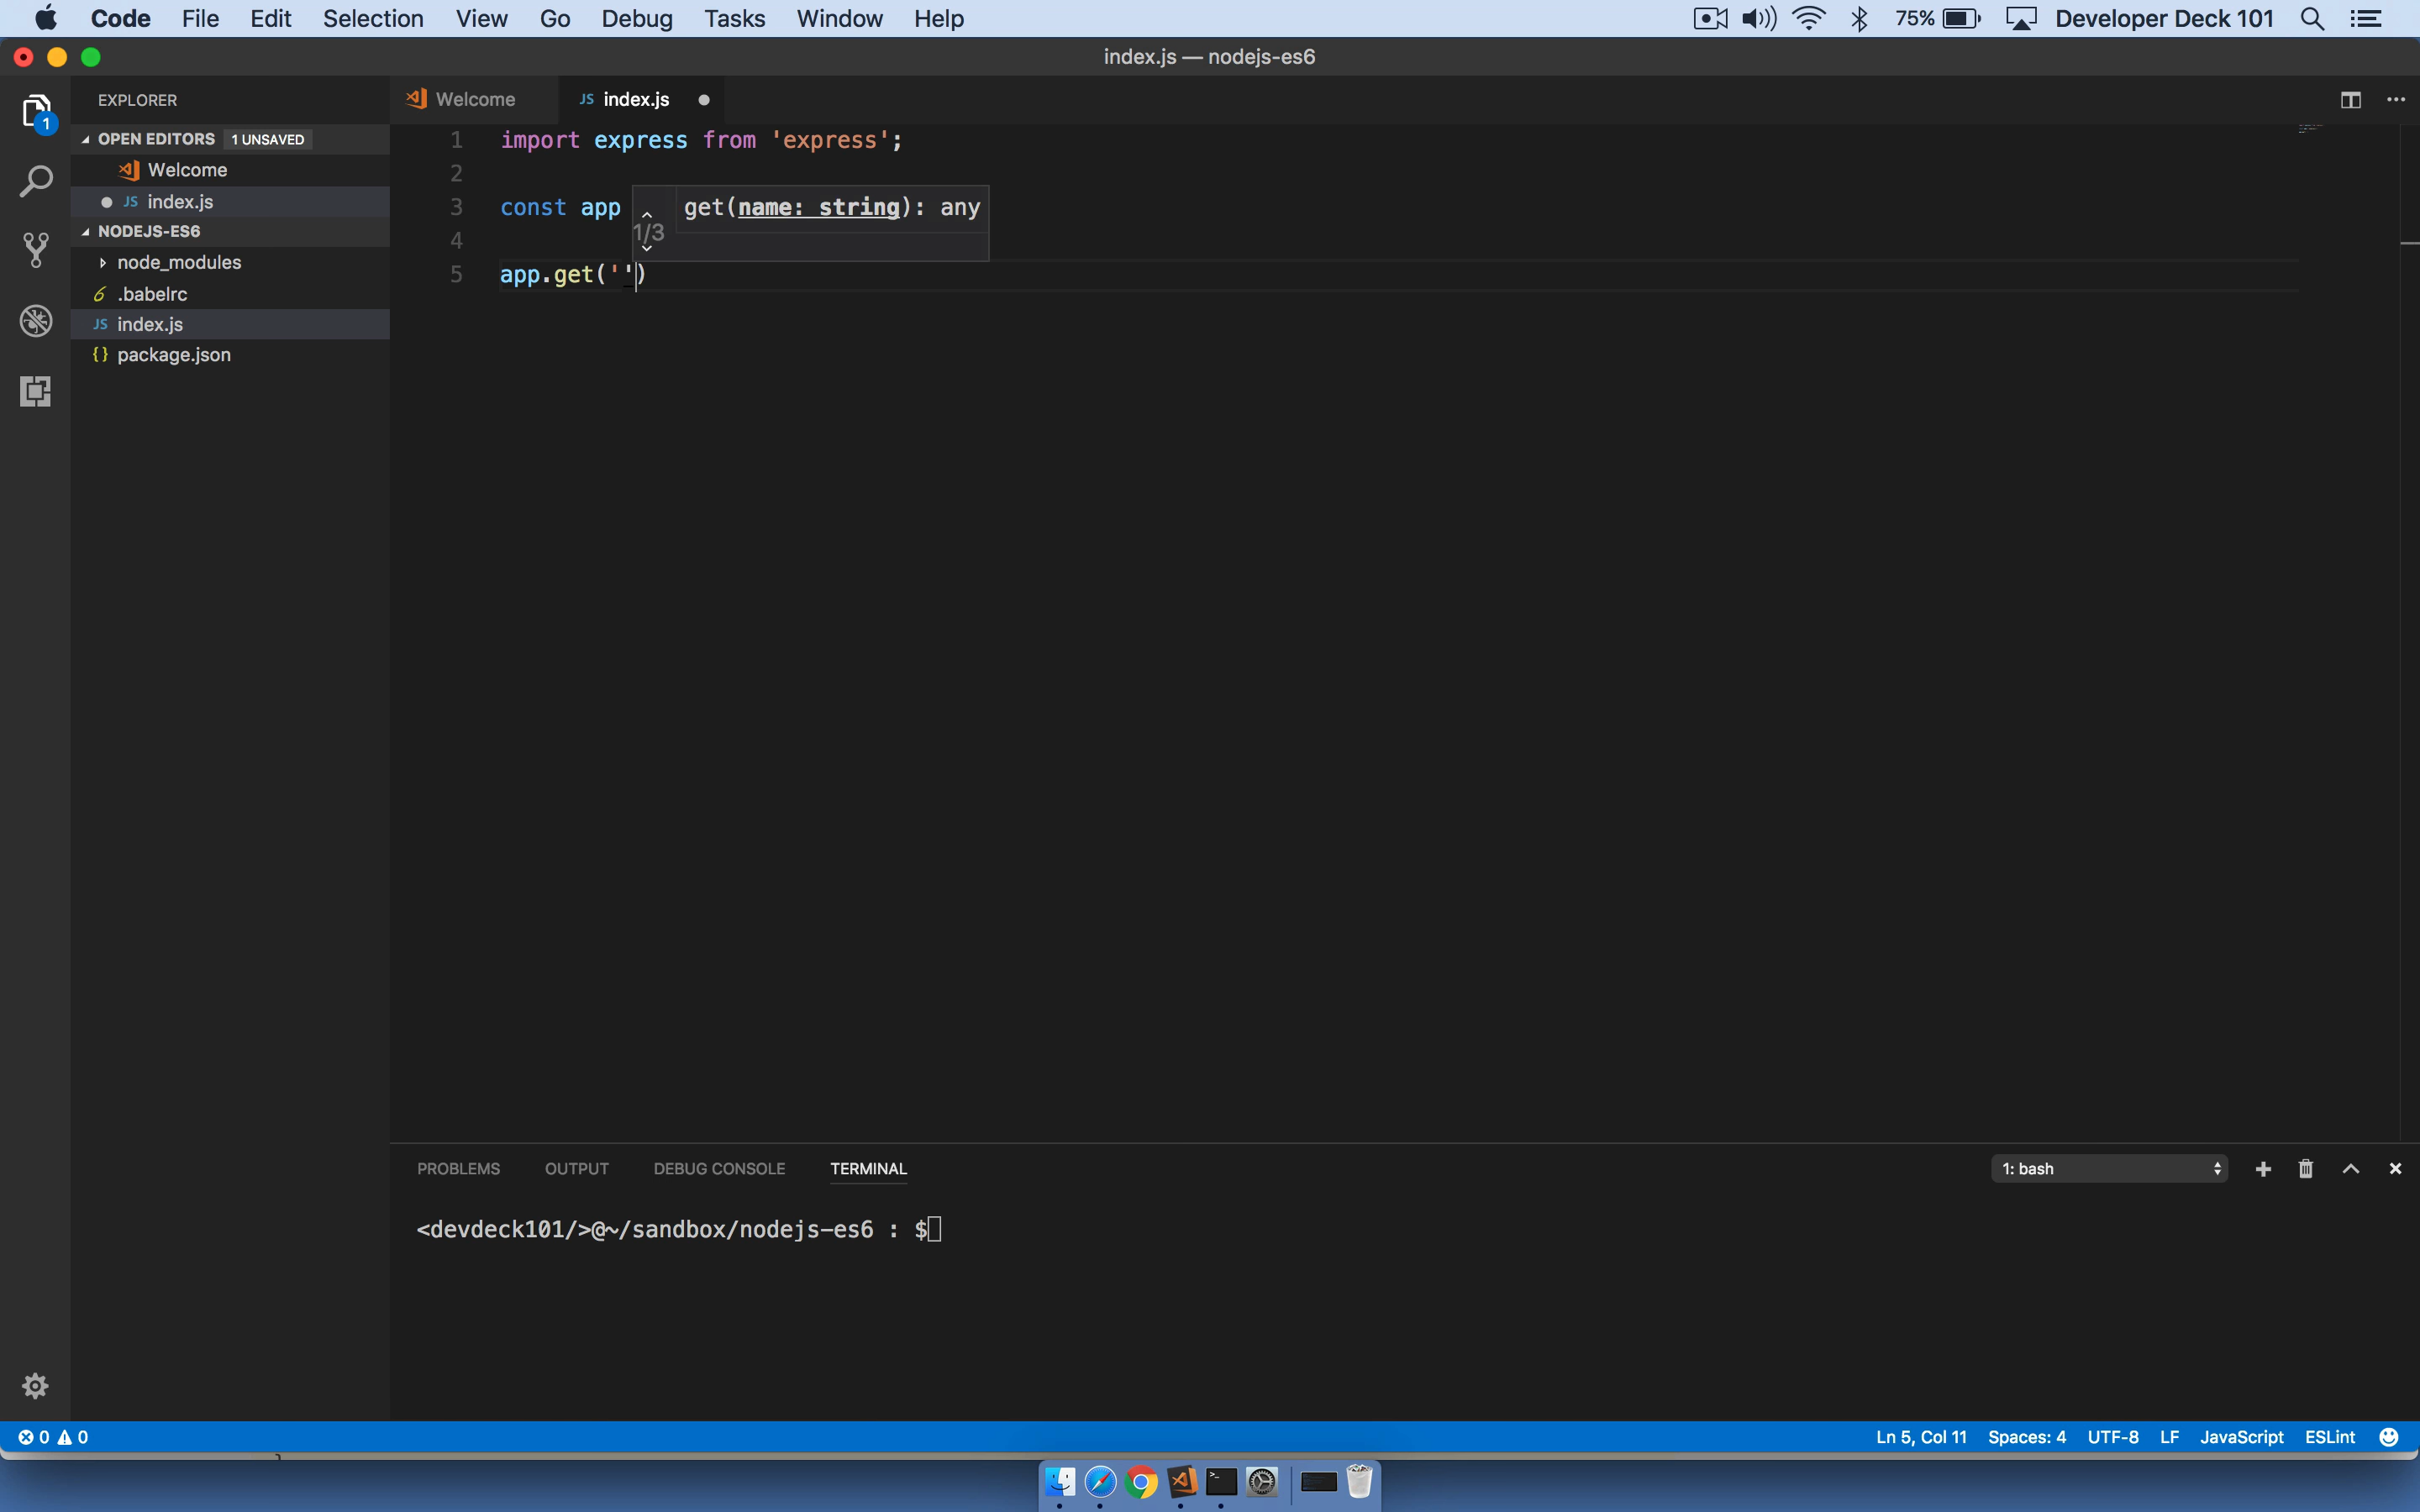 Code File Edit Selection View Go Debug Tasks Window Help 75% Developer Deck 101
index.js — nodejs-es6
EXPLORER
OPEN EDITORS 1 UNSAVED
Welcome
JS index.js
NODEJS-ES6
node_modules
.babelrc
JS index.js
{} package.json
1
Welcome JS index.js
1 import express from 'express';
2
3 const app
4
5 app.get('')
1/3 get(name: string): any
PROBLEMS OUTPUT DEBUG CONSOLE TERMINAL 1: bash
<devdeck101/>@~/sandbox/nodejs-es6 : $
0 0 Ln 5, Col 11 Spaces: 4 UTF-8 LF JavaScript ESLint